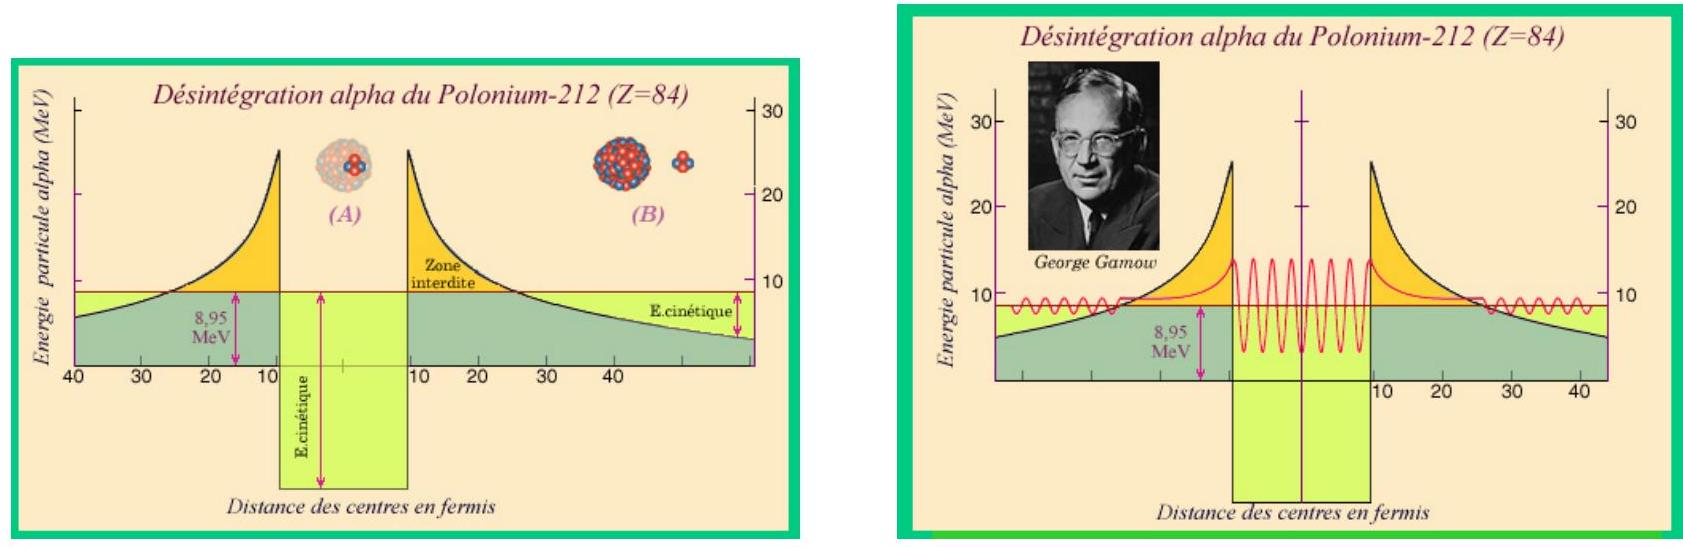 Désintégration alpha du Polonium-212 (Z=84)
Energie particule alpha (MeV)
30
20
10
(A)
(B)
Zone
interdite
8,95
MeV
E.cinétique
E.cinétique
40 30 20 10 10 20 30 40
Distance des centres en fermis
Désintégration alpha du Polonium-212 (Z=84)
Energie particule alpha (MeV)
30
20
10
George Gamow
30
20
10
8,95
MeV
10 20 30 40
Distance des centres en fermis